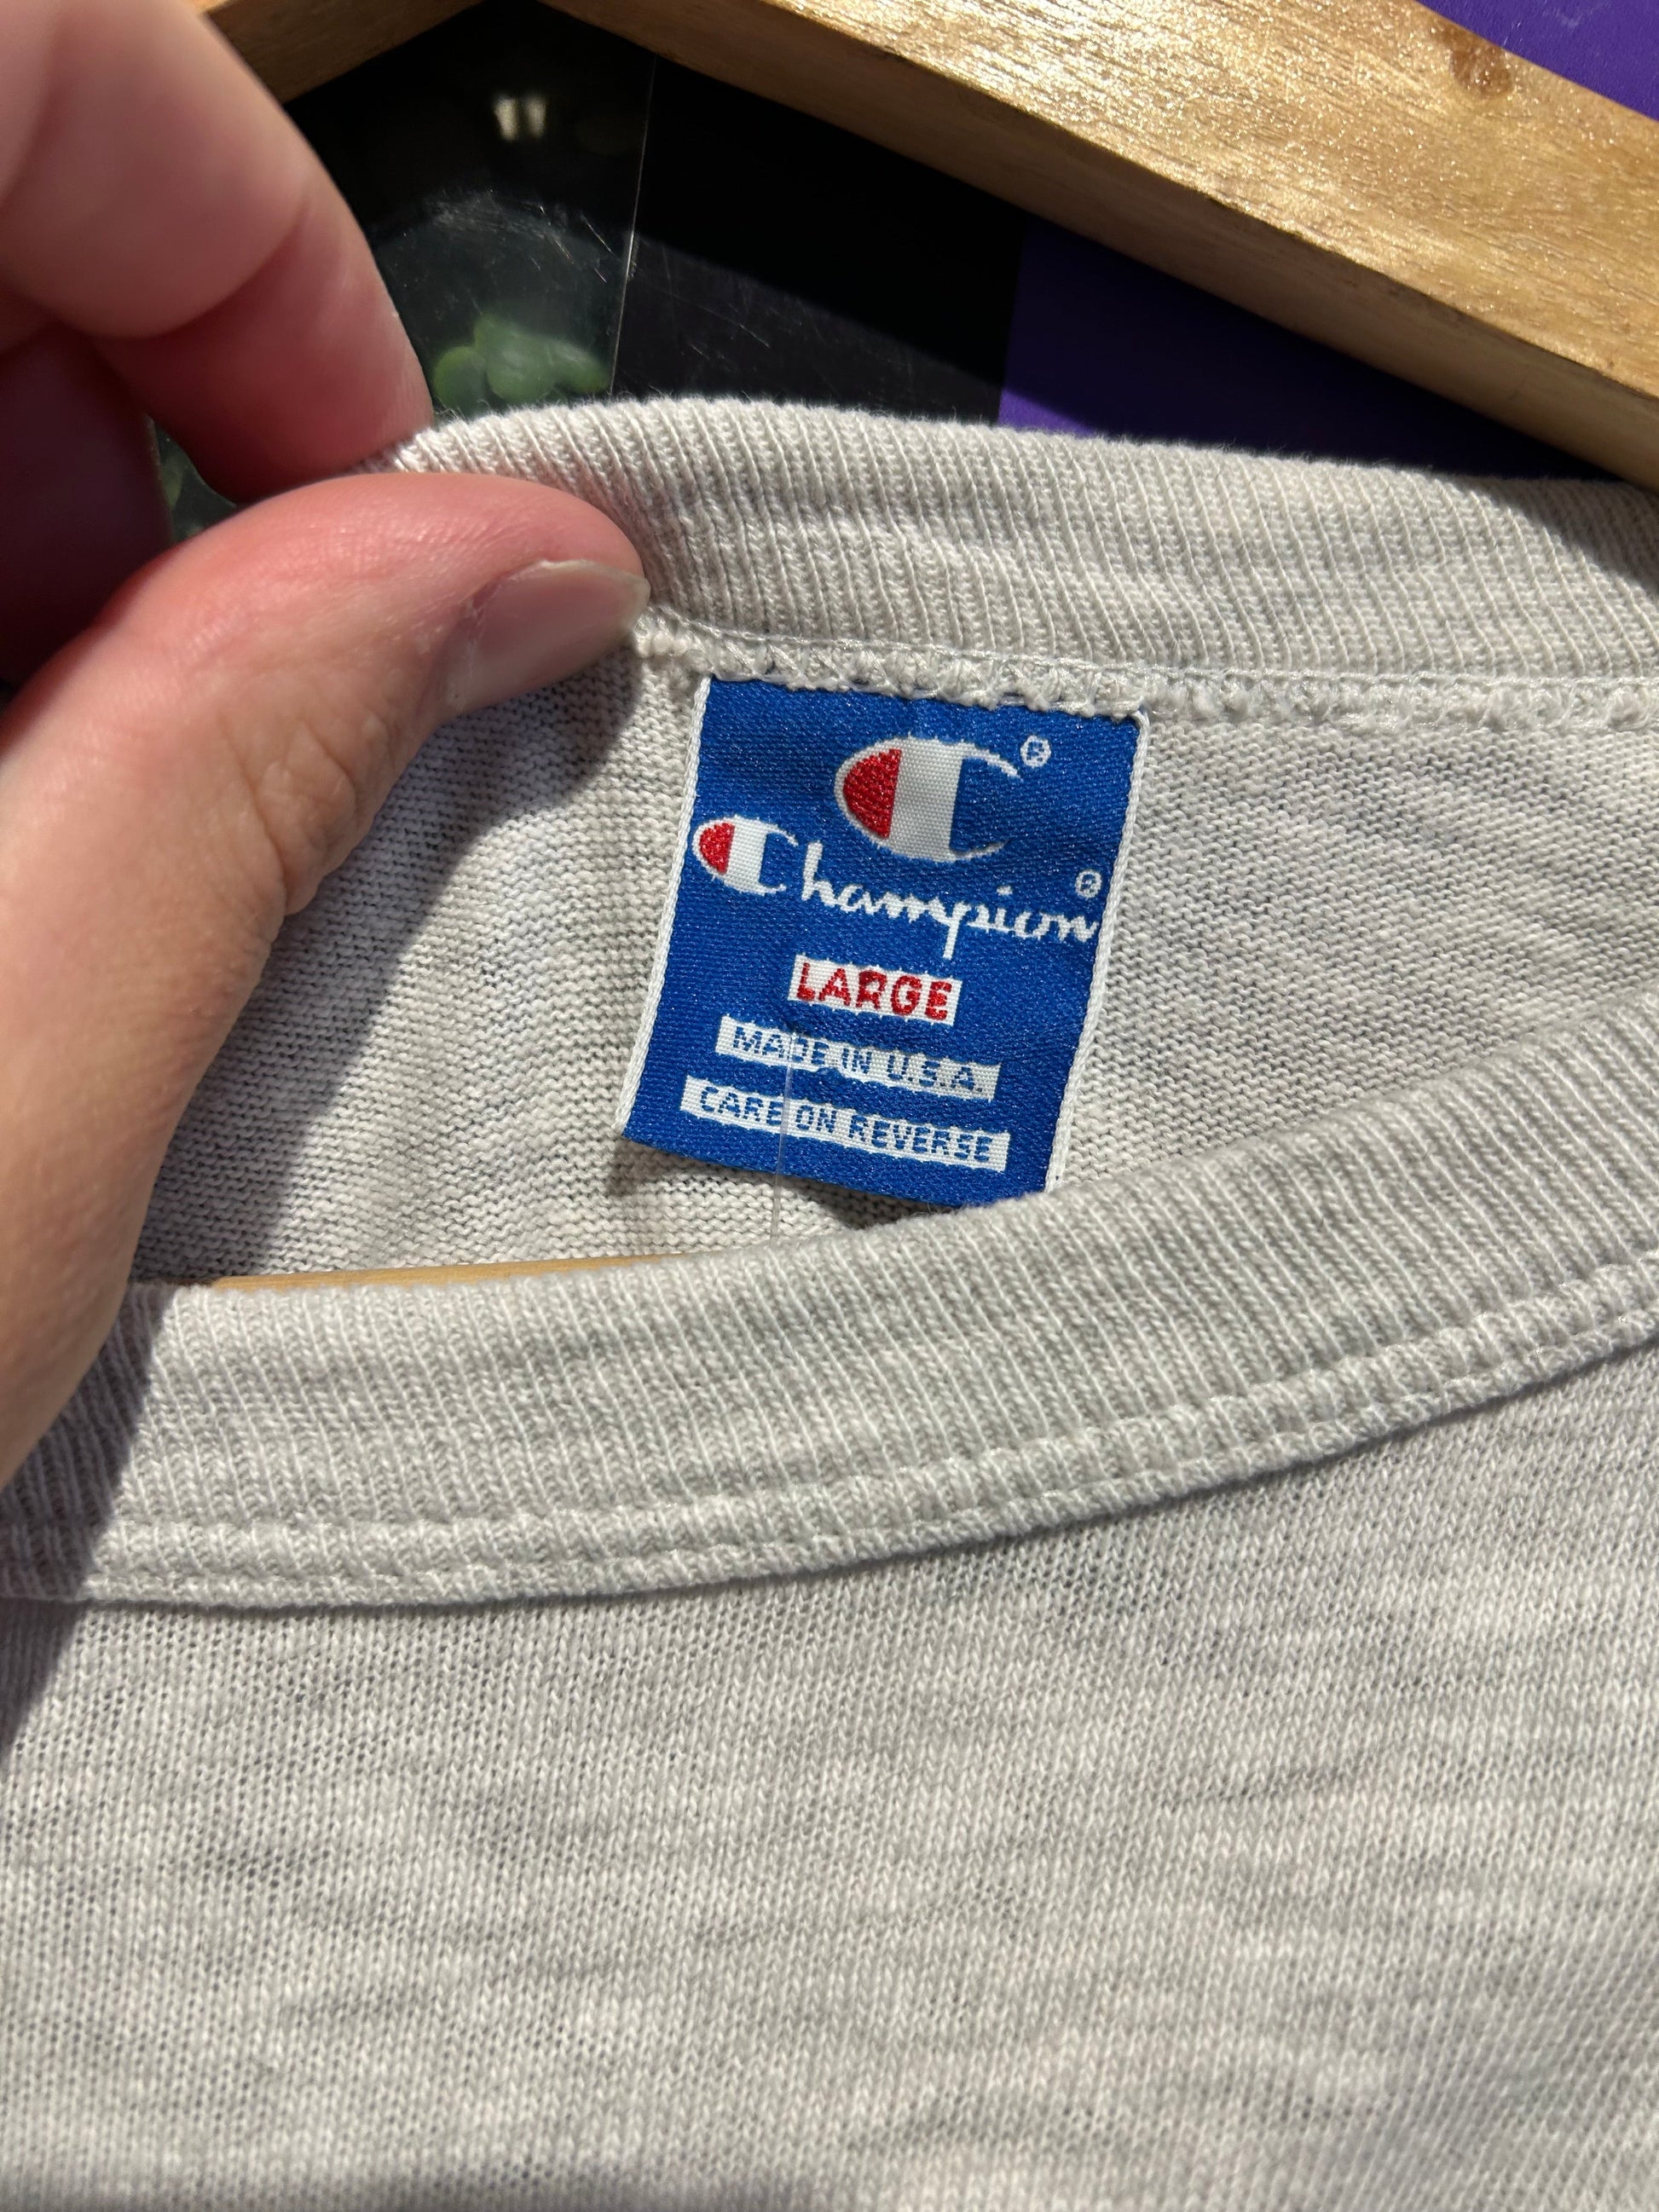 C®
Champion®
LARGE
MADE IN U.S.A.
CARE ON REVERSE